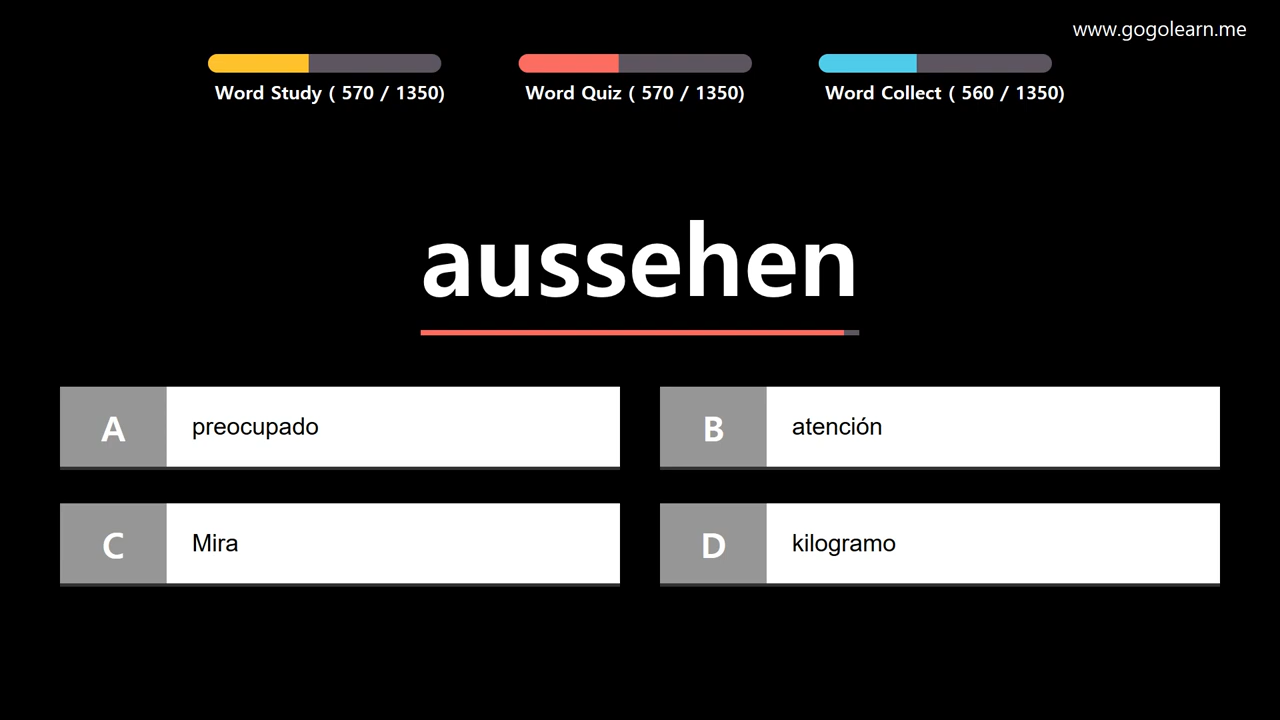 www.gogolearn.me
Word Study ( 570 / 1350)
Word Quiz ( 570 / 1350)
Word Collect ( 560 / 1350)
aussehen
A preocupado
B atención
C Mira
D kilogramo